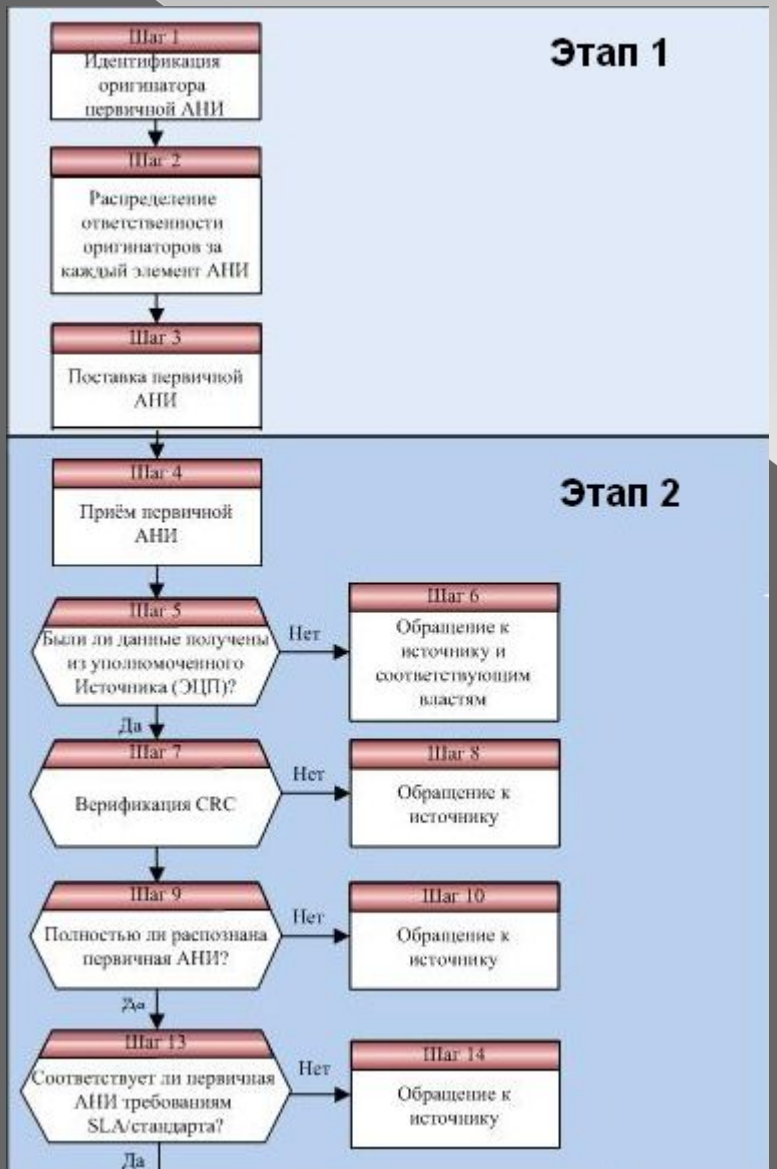 Этап 1
Шаг 1
Идентификация
оригинатора
первичной АНИ
Шаг 2
Распределение
ответственности
оригинаторов за
каждый элемент АНИ
Шаг 3
Поставка первичной
АНИ
Этап 2
Шаг 4
Приём первичной
АНИ
Шаг 5
Были ли данные получены
из уполномоченного
Источника (ЭЦП)?
Нет
Шаг 6
Обращение к
источнику и
соответствующим
властям
Да
Шаг 7
Верификация CRC
Нет
Шаг 8
Обращение к
источнику
Шаг 9
Полностью ли распознана
первичная АНИ?
Нет
Шаг 10
Обращение к
источнику
Да
Шаг 13
Соответствует ли первичная
АНИ требованиям
SLA/стандарта?
Нет
Шаг 14
Обращение к
источнику
Да